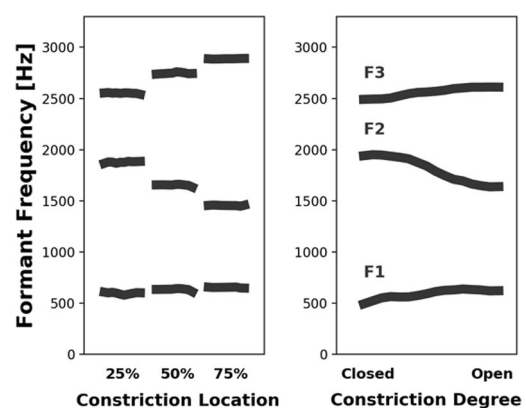 Formant Frequency [Hz]
3000
2500
2000
1500
1000
500
0
25% 50% 75%
Constriction Location
3000
2500
2000
1500
1000
500
0
F3
F2
F1
Closed Open
Constriction Degree